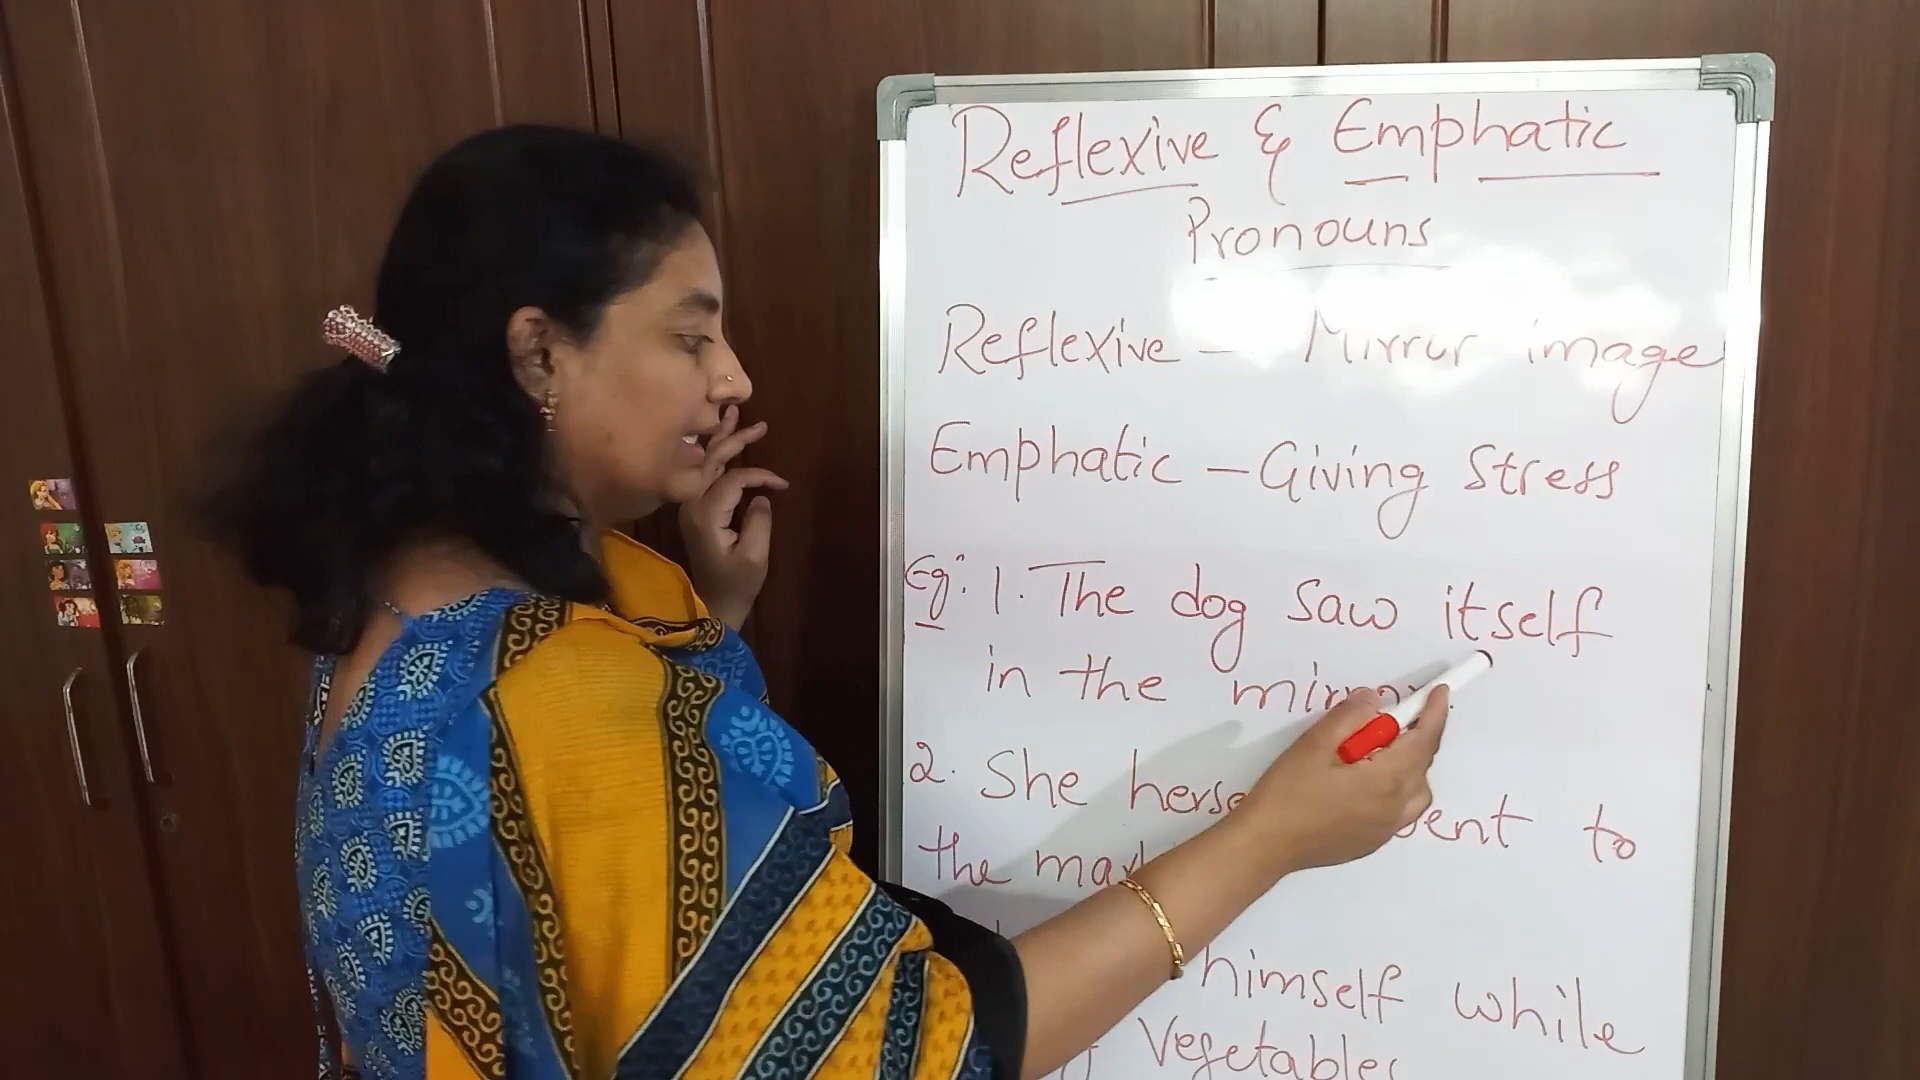 Reflexive & Emphatic
Pronouns
Reflexive - Mirror image
Emphatic - Giving Stress
Eg: 1. The dog saw itself
in the
2. She to
the
himself while
Vegetables